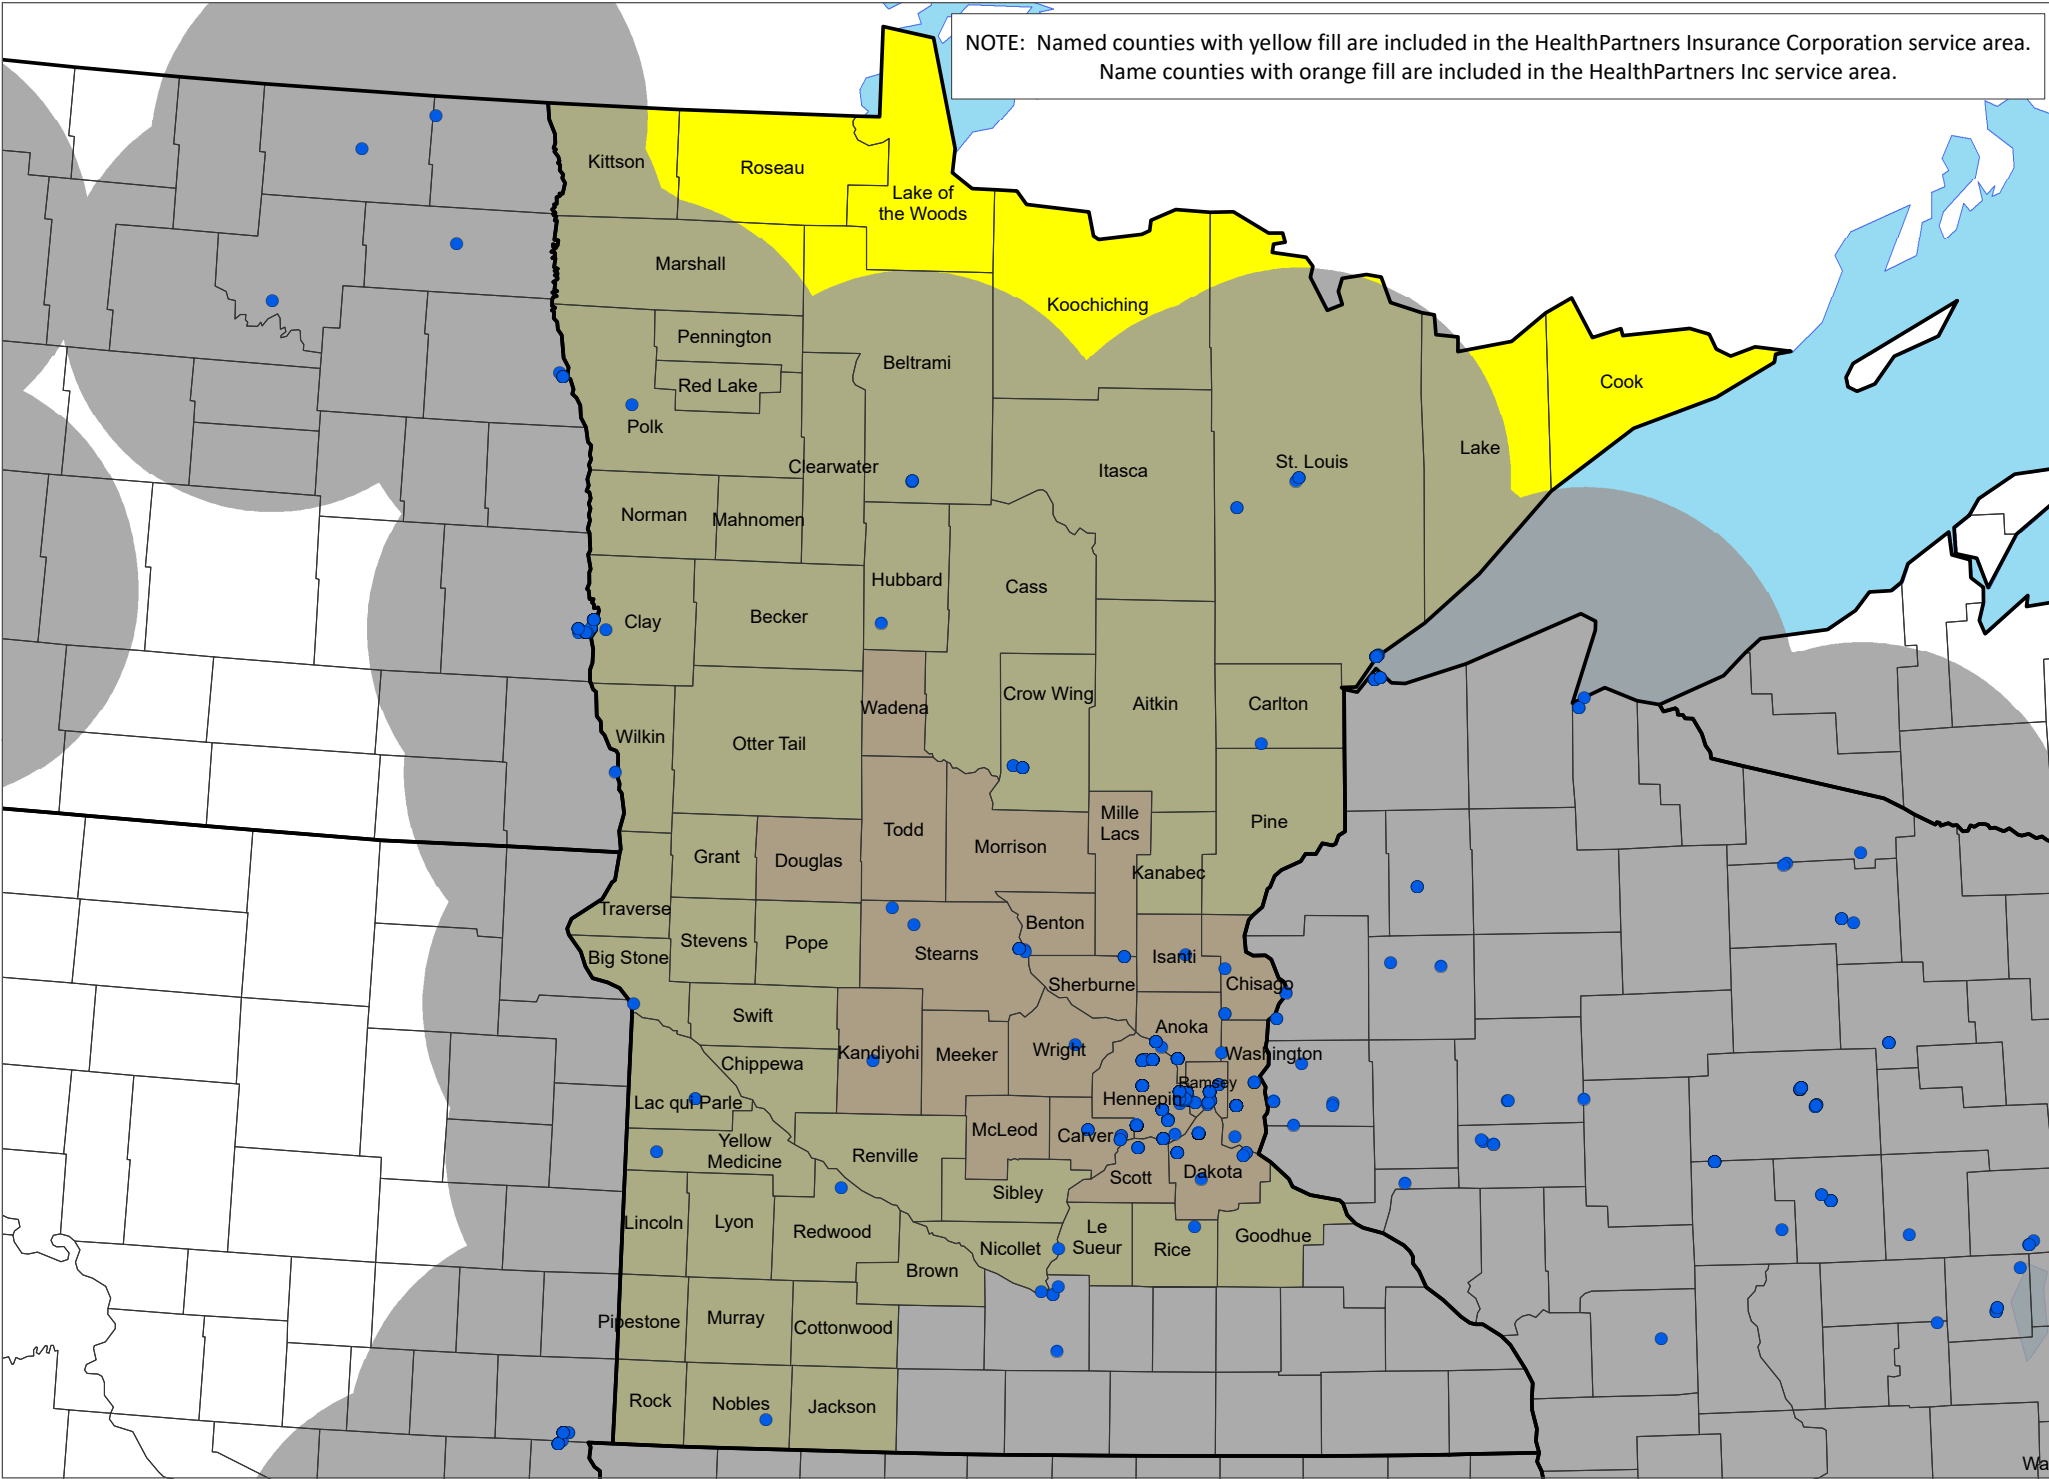 NOTE: Named counties with yellow fill are included in the HealthPartners Insurance Corporation service area.
Name counties with orange fill are included in the HealthPartners Inc service area.
Kittson
Roseau
Lake of
the Woods
Marshall
Koochiching
Pennington
Beltrami
Red Lake
Cook
Polk
Clearwater
Itasca
St. Louis
Lake
Norman
Mahnomen
Hubbard
Cass
Clay
Becker
Wadena
Crow Wing
Aitkin
Carlton
Wilkin
Otter Tail
Todd
Morrison
Mille
Lacs
Pine
Grant
Douglas
Kanabec
Traverse
Stevens
Pope
Benton
Big Stone
Stearns
Isanti
Sherburne
Chisago
Swift
Anoka
Kandiyohi
Meeker
Wright
Washington
Chippewa
Ramsey
Lac qui Parle
Hennepin
McLeod
Carver
Yellow
Medicine
Renville
Scott
Dakota
Sibley
Lincoln
Lyon
Redwood
Le
Sueur
Nicollet
Rice
Goodhue
Brown
Pipestone
Murray
Cottonwood
Rock
Nobles
Jackson
Wa